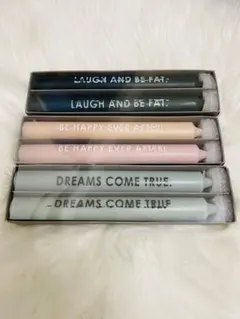 LAUGH AND BE FAT.
LAUGH AND BE FAT.
BE HAPPY EVER AFTER.
BE HAPPY EVER AFTER.
DREAMS COME TRUE.
DREAMS COME TRUE